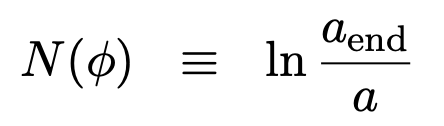 N(ϕ) ≡ ln a_end/a